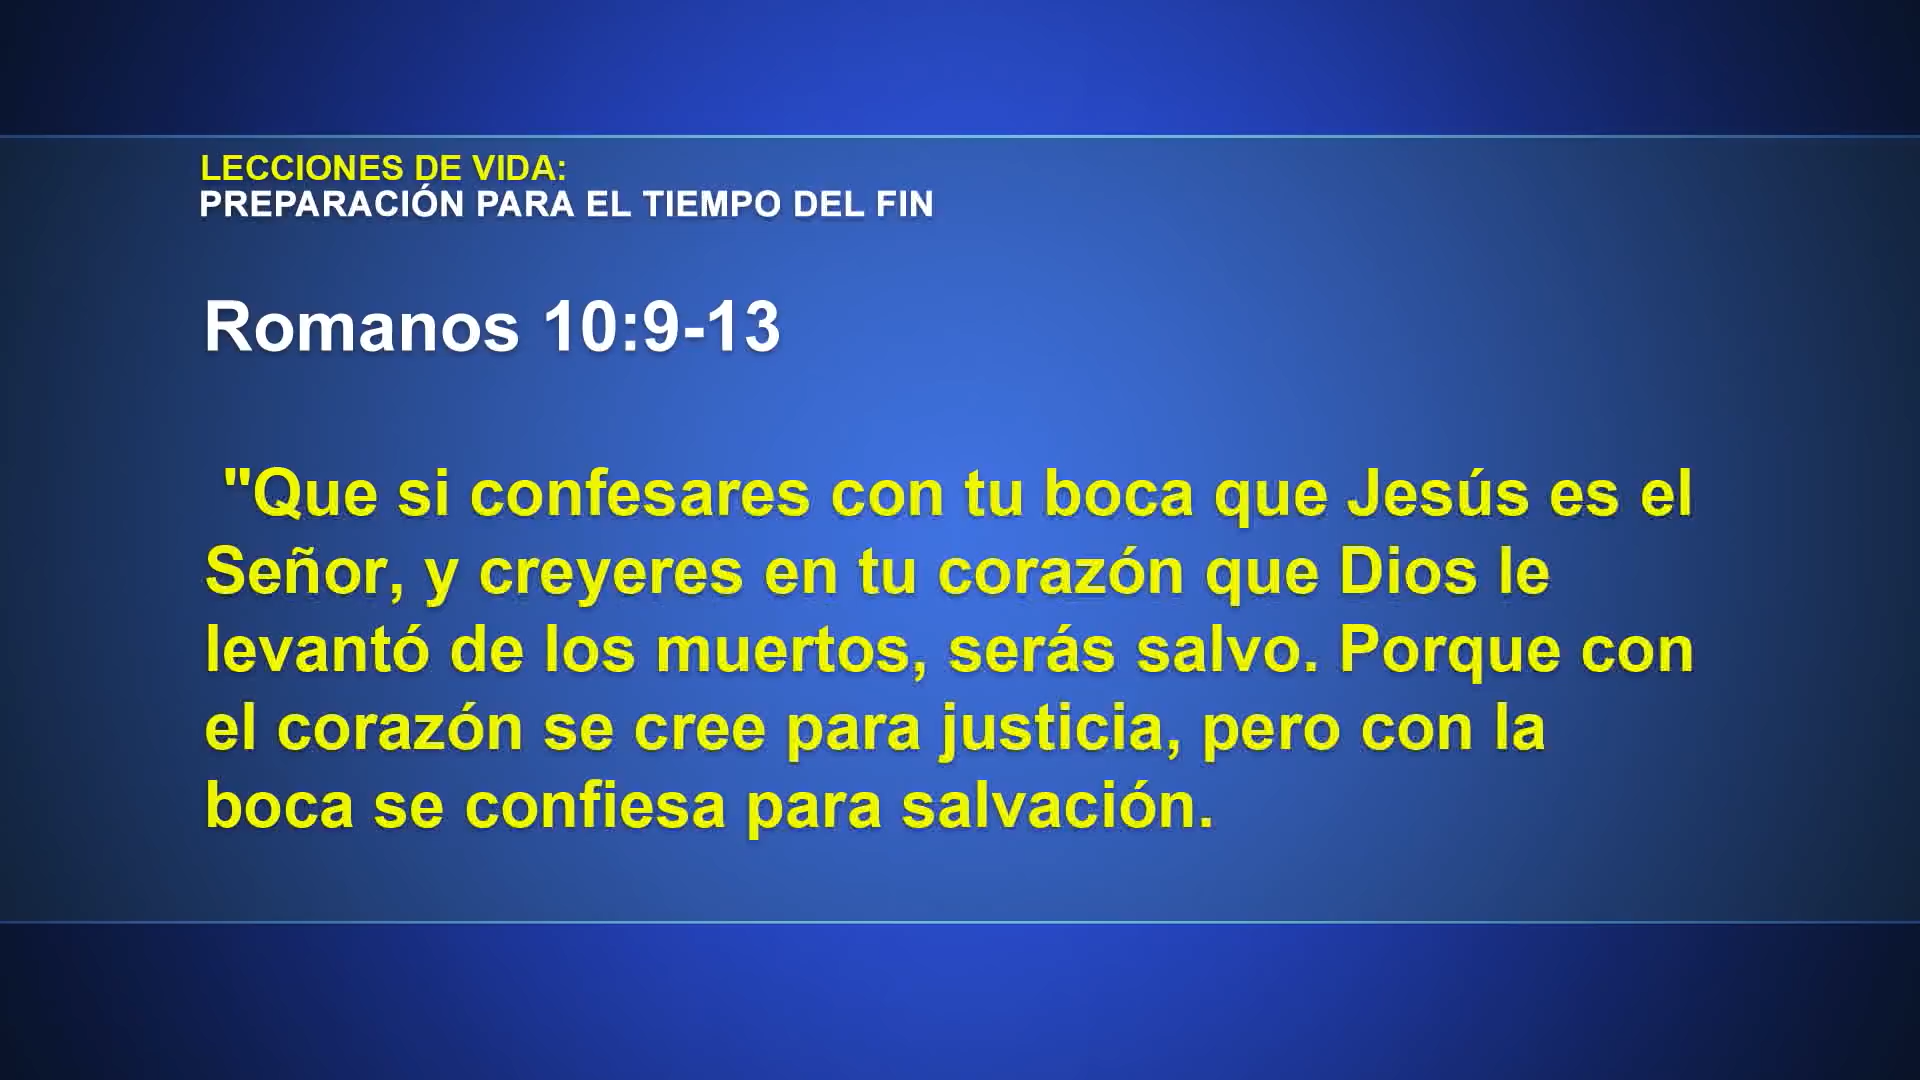 LECCIONES DE VIDA:
PREPARACIÓN PARA EL TIEMPO DEL FIN
Romanos 10:9-13
"Que si confesares con tu boca que Jesús es el
Señor, y creyeres en tu corazón que Dios le
levantó de los muertos, serás salvo. Porque con
el corazón se cree para justicia, pero con la
boca se confiesa para salvación.